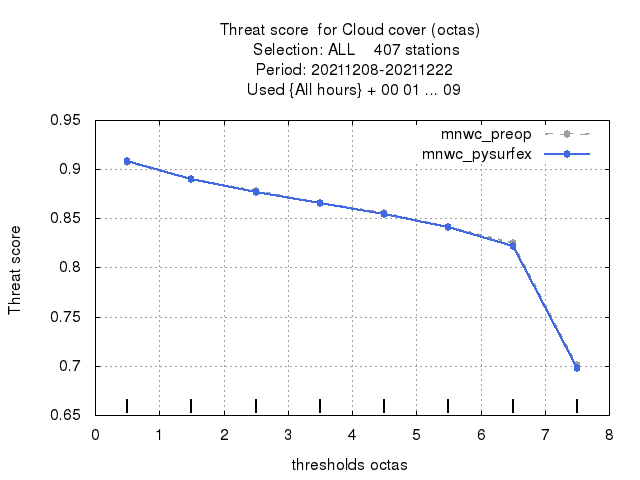 Threat score  for Cloud cover (octas)
Selection: ALL    407 stations
Period: 20211208-20211222
Used {All hours} + 00 01 ... 09
mnwc_preop
mnwc_pysurfex
0.95
0.9
0.85
0.8
0.75
0.7
0.65
Threat score
0 1 2 3 4 5 6 7 8
thresholds octas